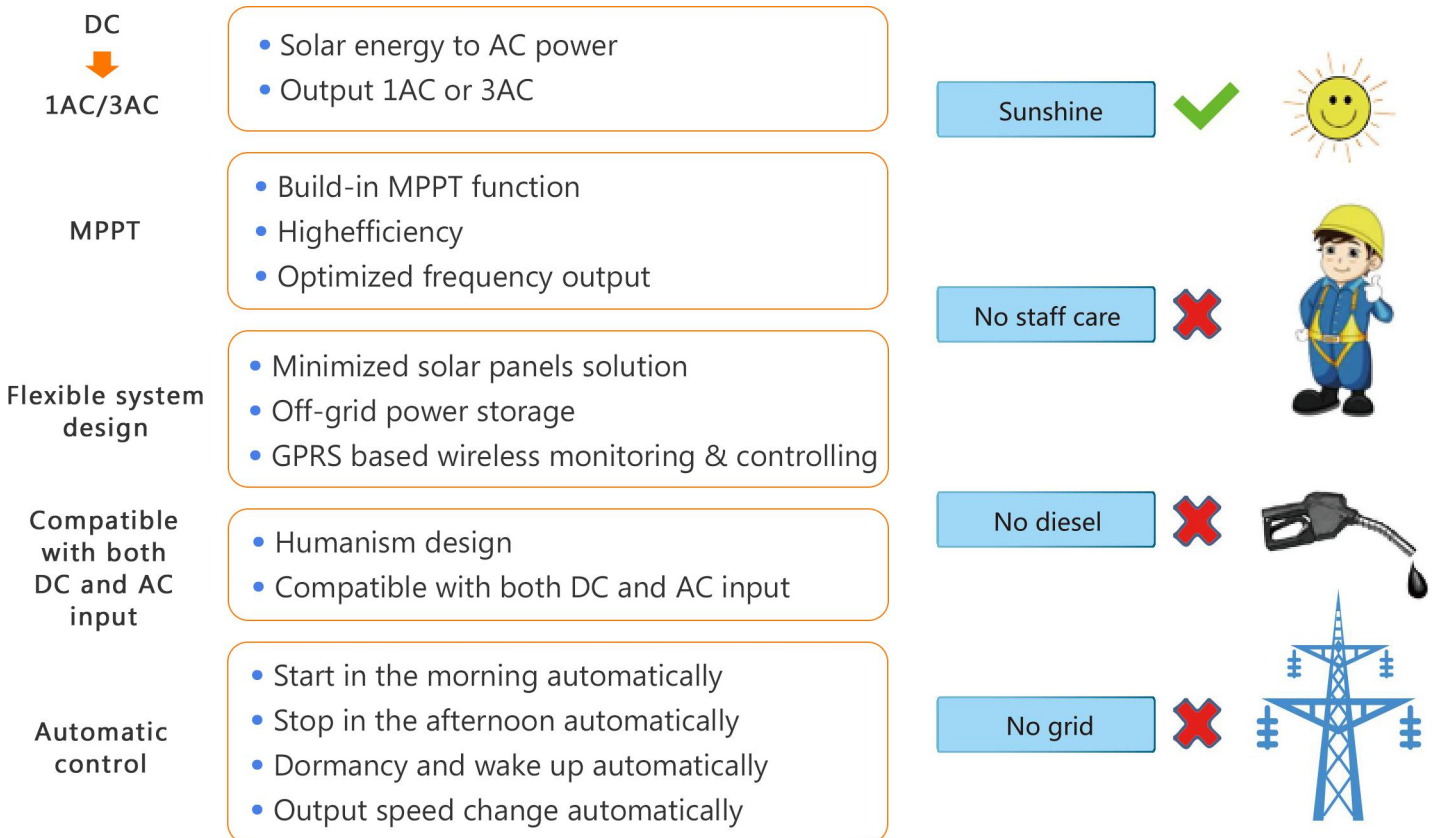 DC
1AC/3AC
• Solar energy to AC power
• Output 1AC or 3AC
MPPT
• Build-in MPPT function
• Highefficiency
• Optimized frequency output
Flexible system
design
• Minimized solar panels solution
• Off-grid power storage
• GPRS based wireless monitoring & controlling
Compatible
with both
DC and AC
input
• Humanism design
• Compatible with both DC and AC input
Automatic
control
• Start in the morning automatically
• Stop in the afternoon automatically
• Dormancy and wake up automatically
• Output speed change automatically
Sunshine
No staff care
No diesel
No grid